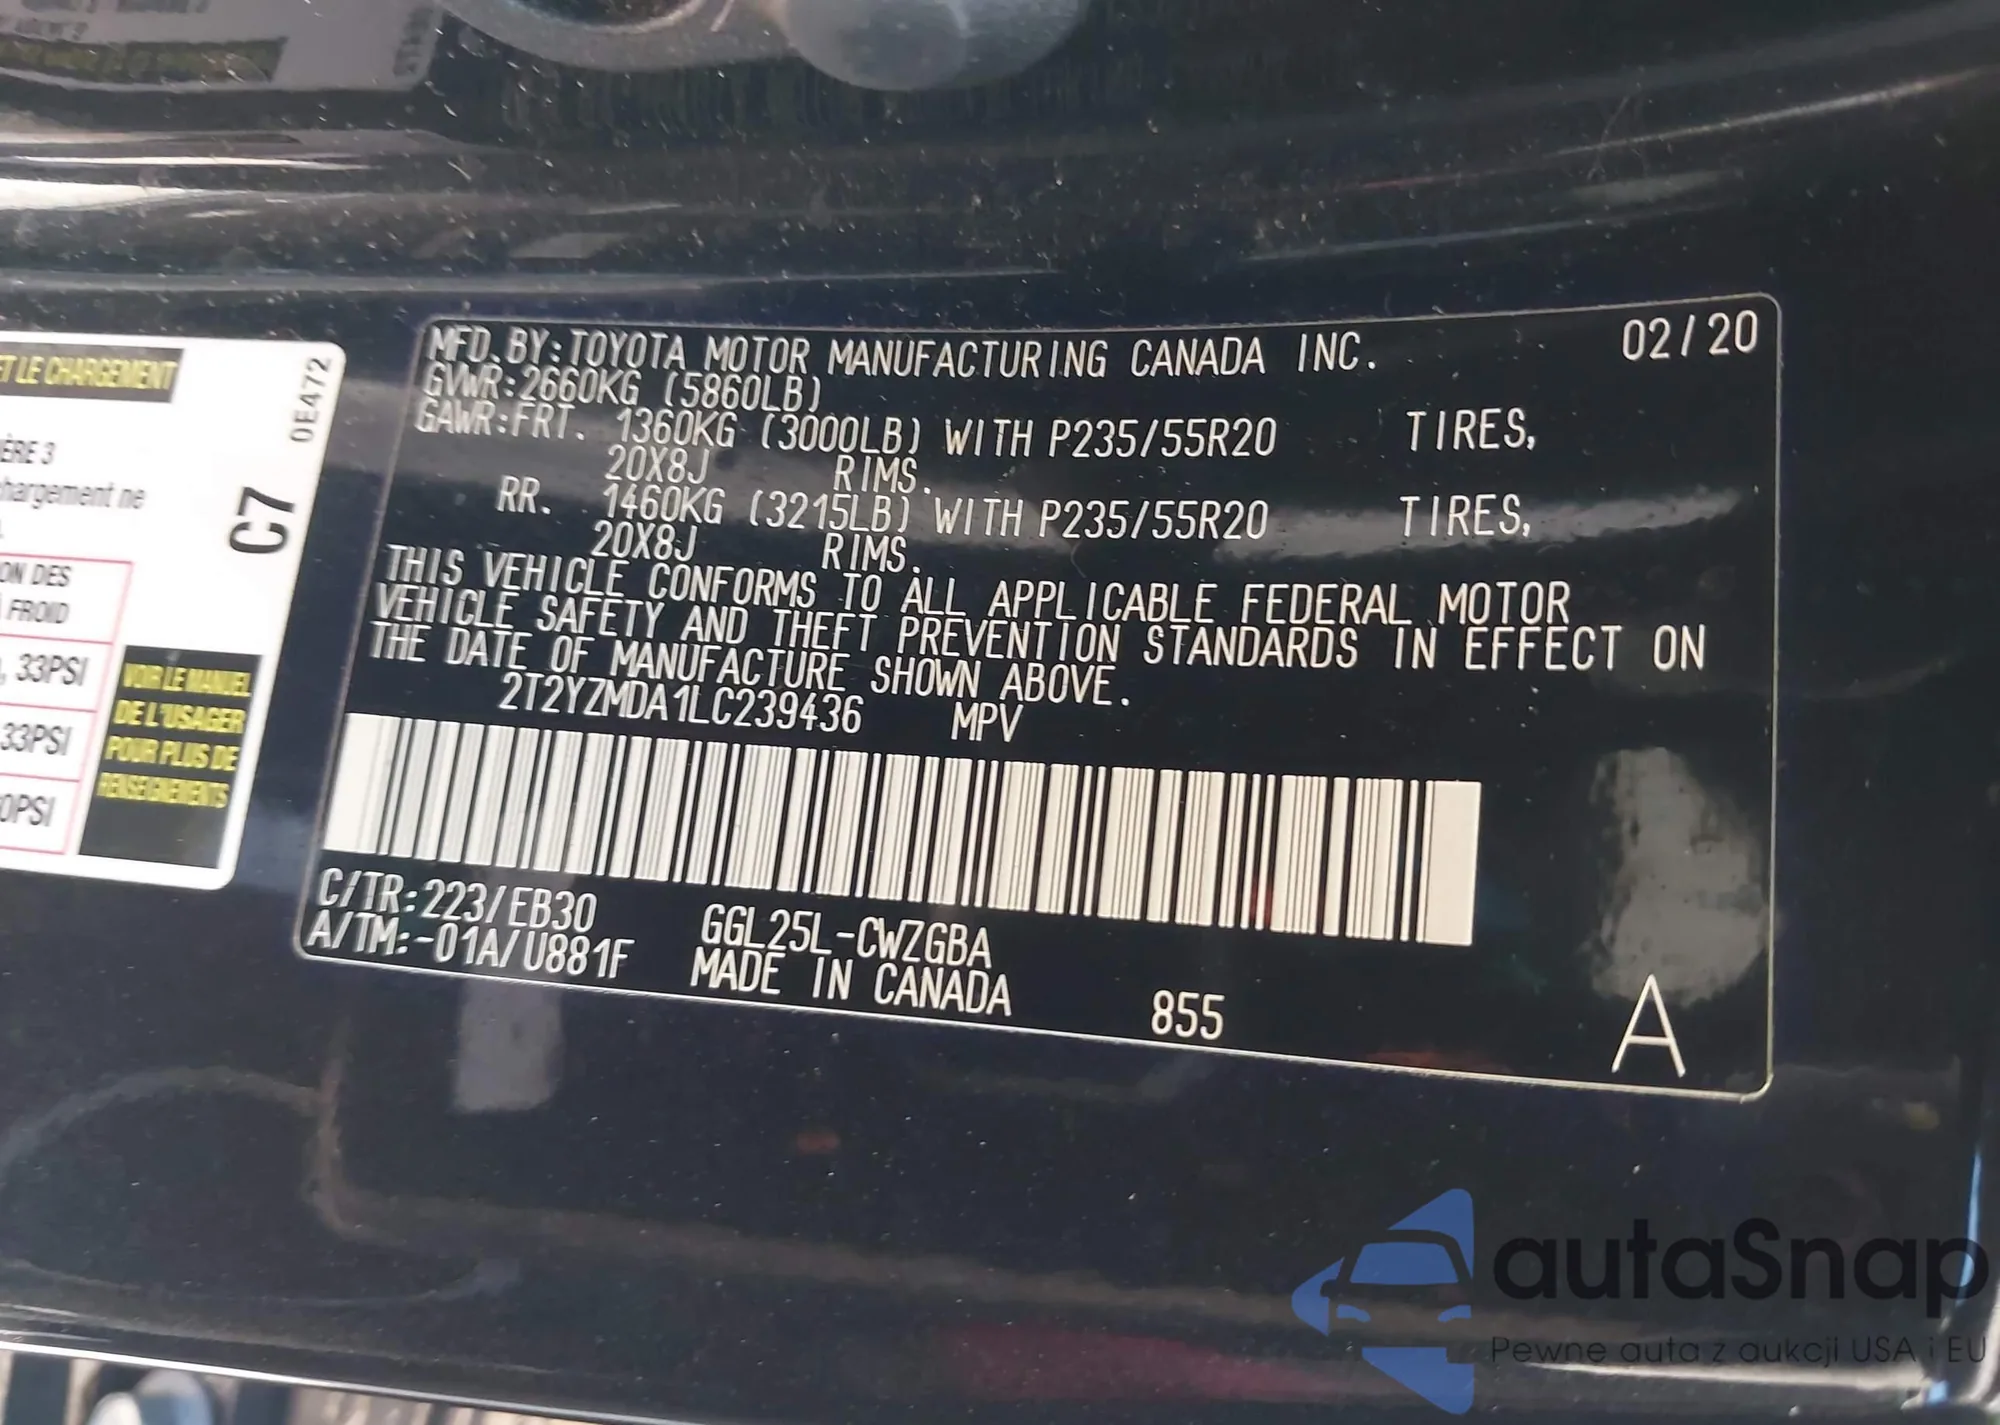 ET LE CHARGEMENT
0E472
ÈRE 3
chargement ne
C7
ON DES
FROID
, 33PSI
33PSI
0PSI
VOIR LE MANUEL
DE L'USAGER
POUR PLUS DE
RENSEIGNEMENTS
MFD. BY: TOYOTA MOTOR MANUFACTURING CANADA INC. 02/20
GVWR: 2660KG (5860LB)
GAWR: FRT. 1360KG (3000LB) WITH P235/55R20 TIRES,
20X8J RIMS.
RR. 1460KG (3215LB) WITH P235/55R20 TIRES,
20X8J RIMS.
THIS VEHICLE CONFORMS TO ALL APPLICABLE FEDERAL MOTOR
VEHICLE SAFETY AND THEFT PREVENTION STANDARDS IN EFFECT ON
THE DATE OF MANUFACTURE SHOWN ABOVE.
2T2YZMDA1LC239436 MPV
C/TR: 223/EB30 GGL25L-CWZGBA
A/TM: -01A/U881F MADE IN CANADA 855
A
autaSnap
Pewne auta z aukcji USA i EU